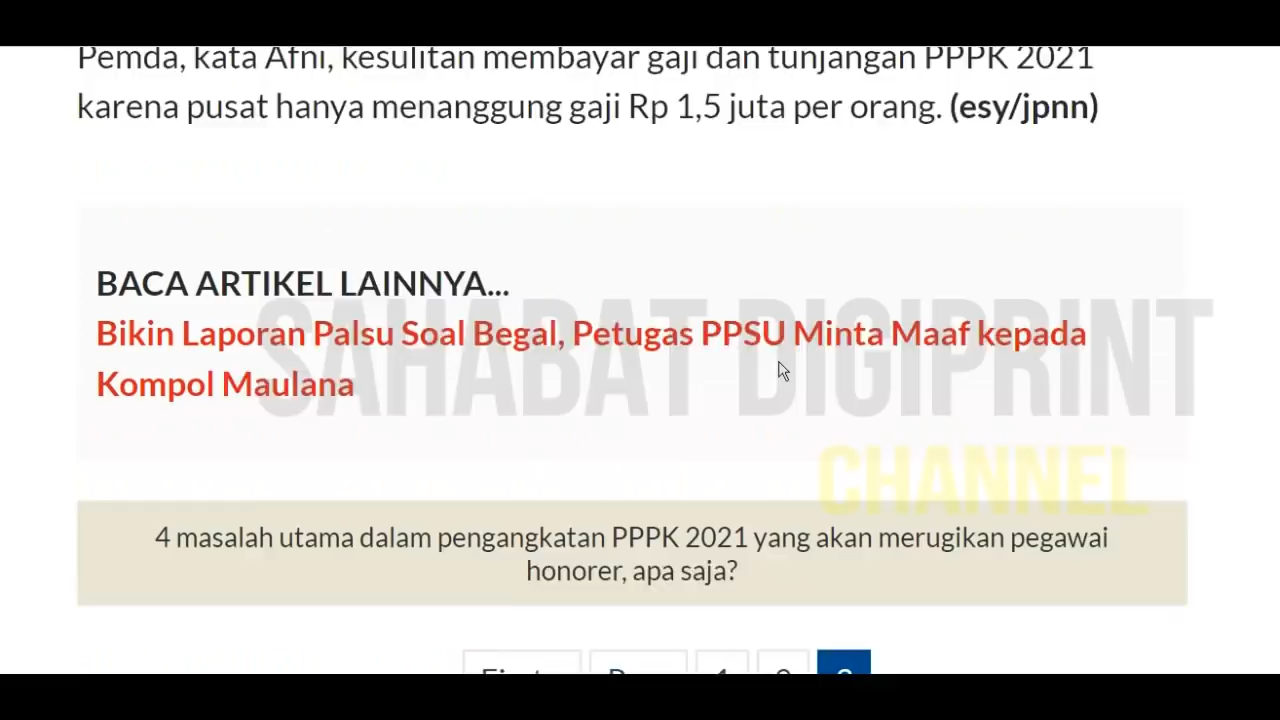 Pemda, kata Afni, kesulitan membayar gaji dan tunjangan PPPK 2021
karena pusat hanya menanggung gaji Rp 1,5 juta per orang. (esy/jpnn)
BACA ARTIKEL LAINNYA...
Bikin Laporan Palsu Soal Begal, Petugas PPSU Minta Maaf kepada
Kompol Maulana
SAHABAT DIGIPRINT
CHANNEL
4 masalah utama dalam pengangkatan PPPK 2021 yang akan merugikan pegawai
honorer, apa saja?